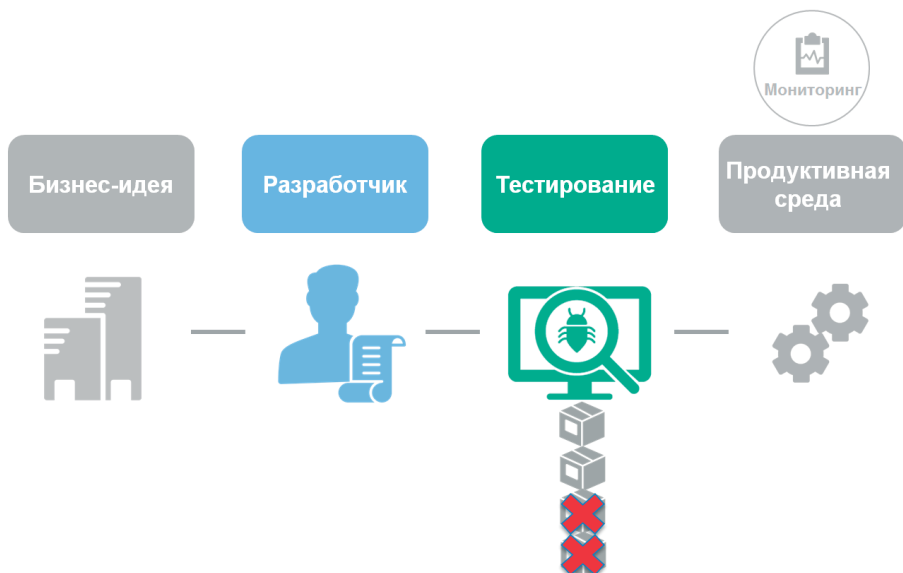 Мониторинг
Бизнес-идея
Разработчик
Тестирование
Продуктивная
среда